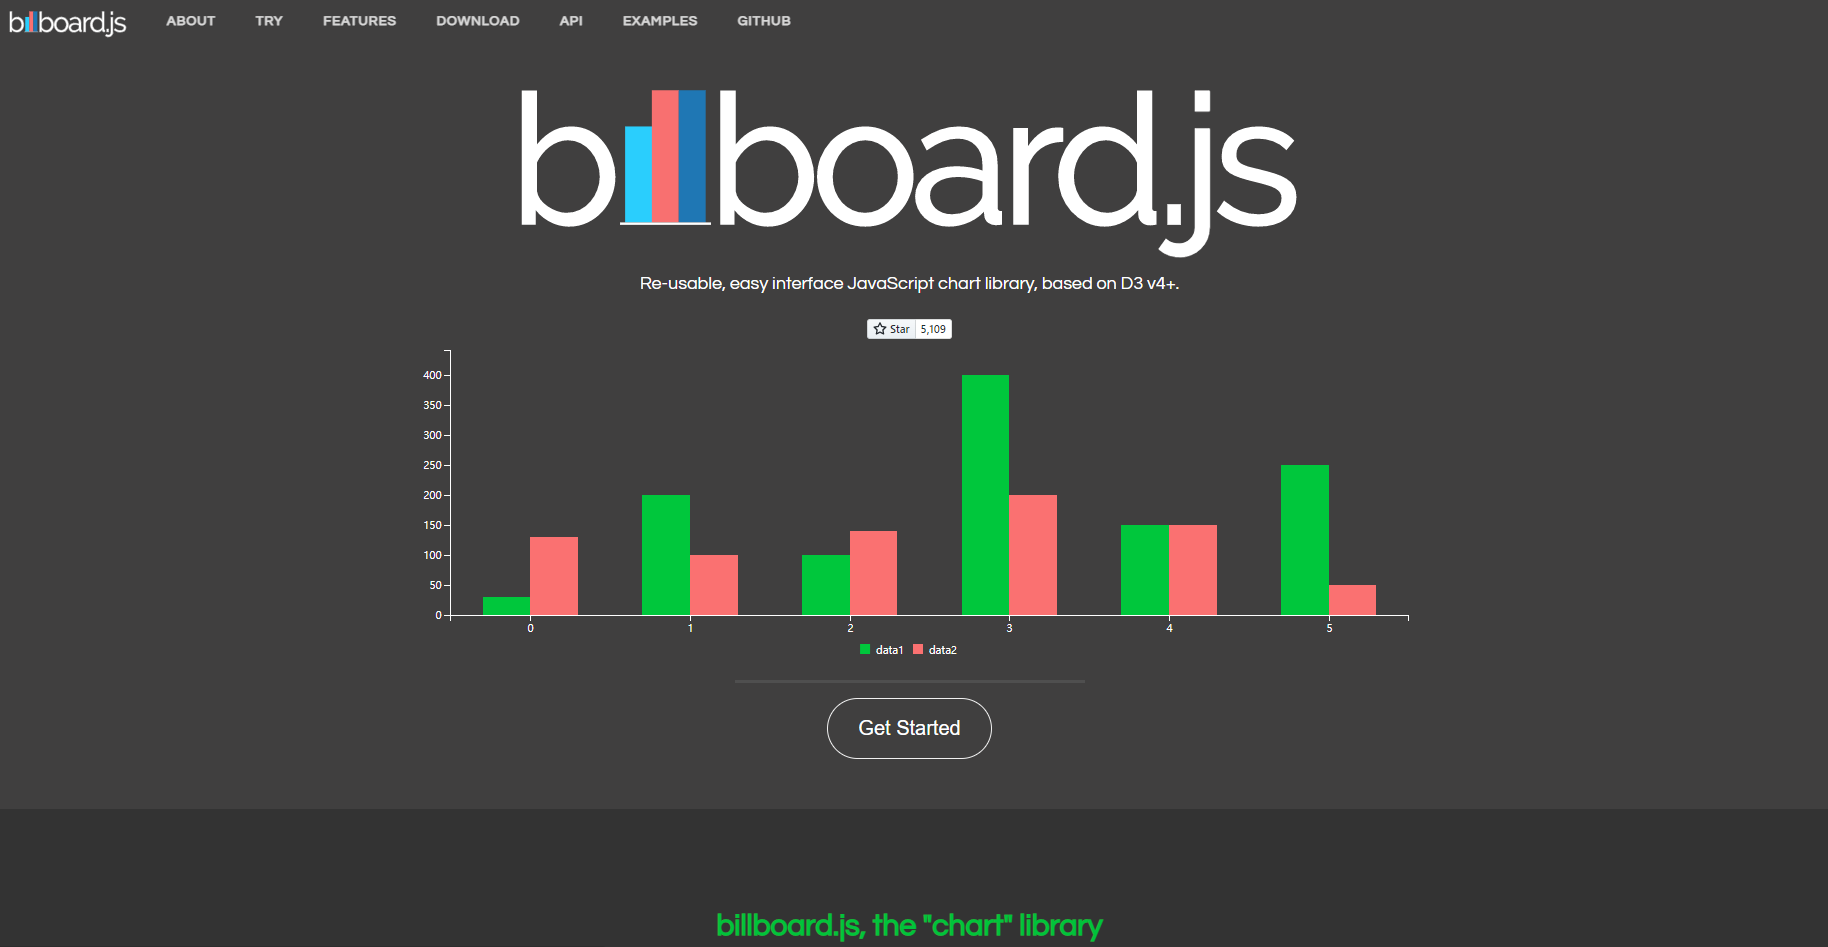 billboard.js ABOUT TRY FEATURES DOWNLOAD API EXAMPLES GITHUB
billboard.js
Re-usable, easy interface JavaScript chart library, based on D3 v4+.
Star 5,109
400
350
300
250
200
150
100
50
0
0 1 2 3 4 5
data1 data2
Get Started
billboard.js, the "chart" library